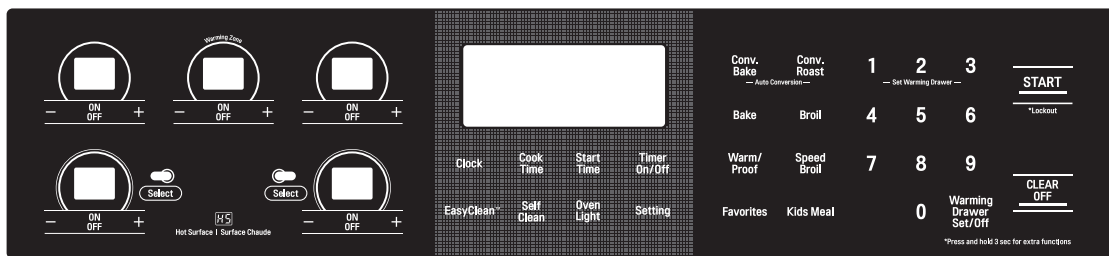 Warming Zone
ON
OFF
− +
ON
OFF
− +
ON
OFF
− +
Select
Select
ON
OFF
− +
HS
Hot Surface | Surface Chaude
ON
OFF
− +
Clock
Cook
Time
Start
Time
Timer
On/Off
EasyClean™
Self
Clean
Oven
Light
Setting
Conv.
Bake
Conv.
Roast
— Auto Conversion —
Bake
Broil
Warm/
Proof
Speed
Broil
Favorites
Kids Meal
1 2 3
— Set Warming Drawer —
4 5 6
7 8 9
0
Warming
Drawer
Set/Off
START
*Lockout
CLEAR
OFF
*Press and hold 3 sec for extra functions